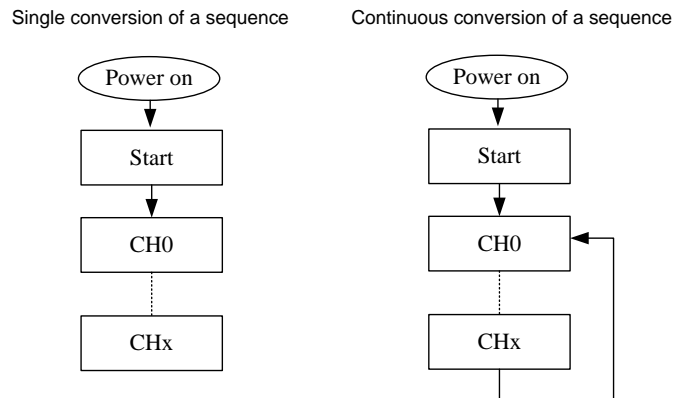 Single conversion of a sequence
Power on
Start
CH0
CHx
Continuous conversion of a sequence
Power on
Start
CH0
CHx